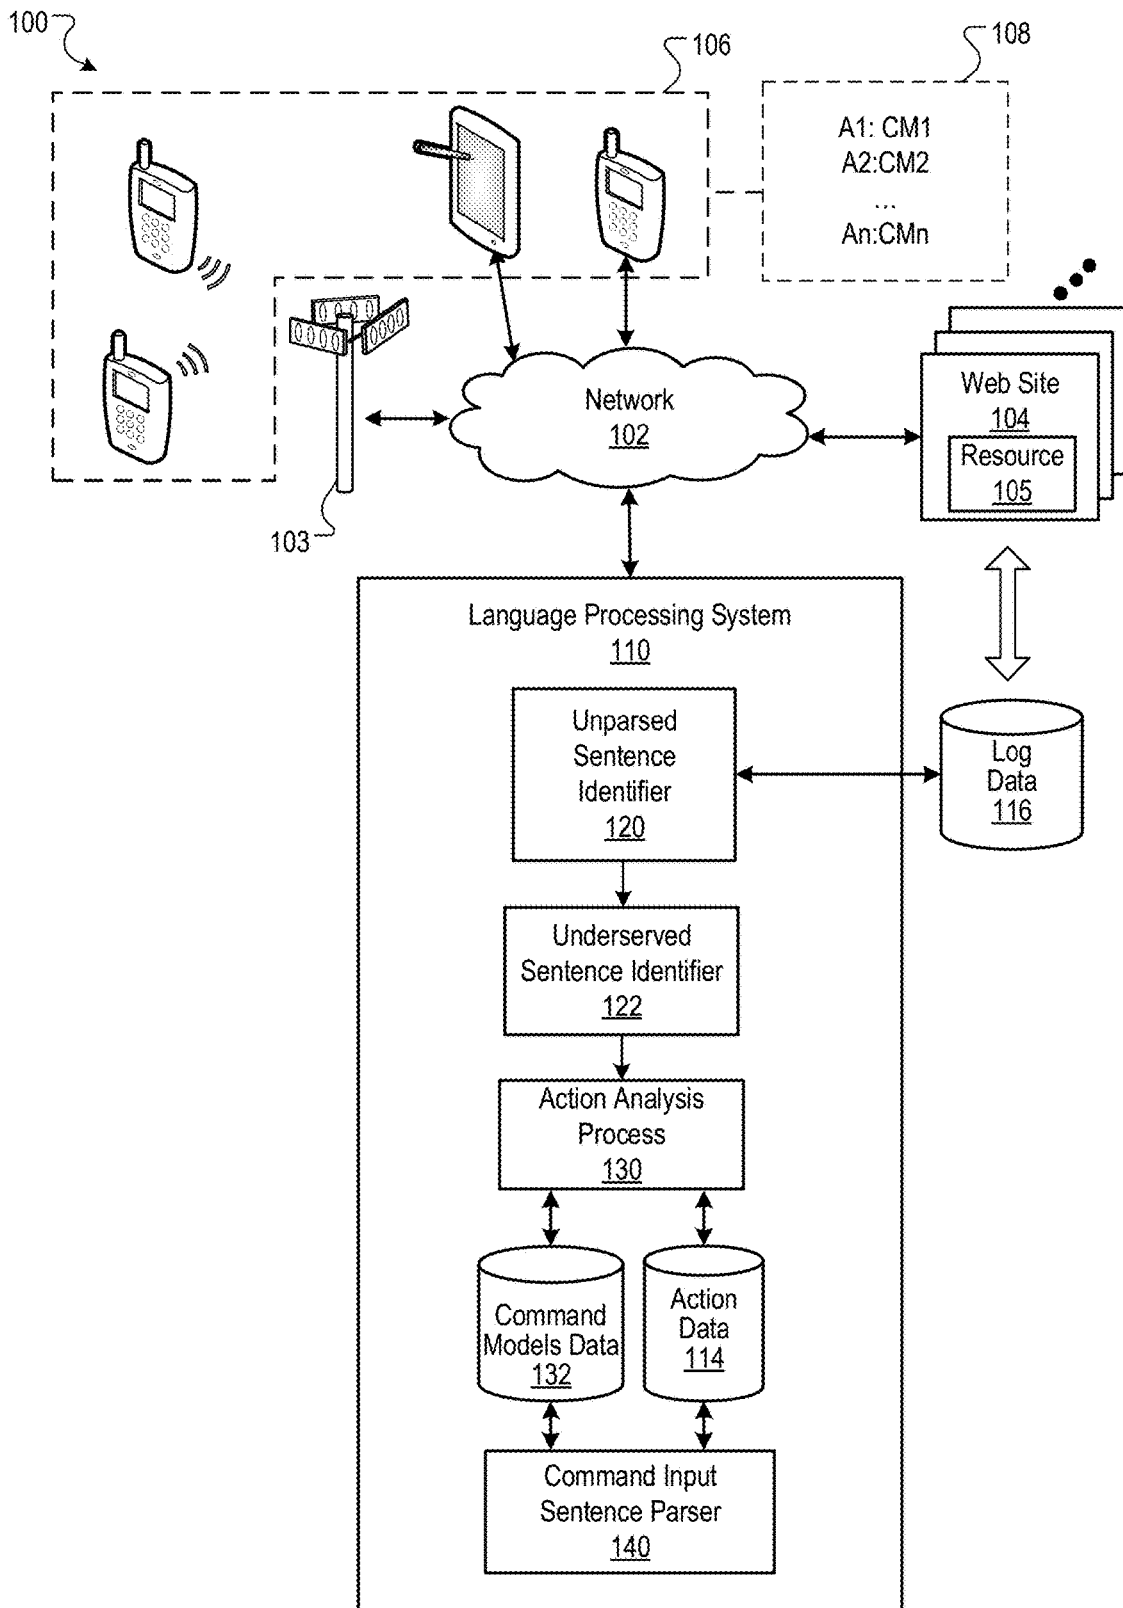 100
106
108
A1: CM1
A2:CM2
...
An:CMn
Network
102
Web Site
104
Resource
105
103
Language Processing System
110
Unparsed
Sentence
Identifier
120
Log
Data
116
Underserved
Sentence Identifier
122
Action Analysis
Process
130
Command
Models Data
132
Action
Data
114
Command Input
Sentence Parser
140